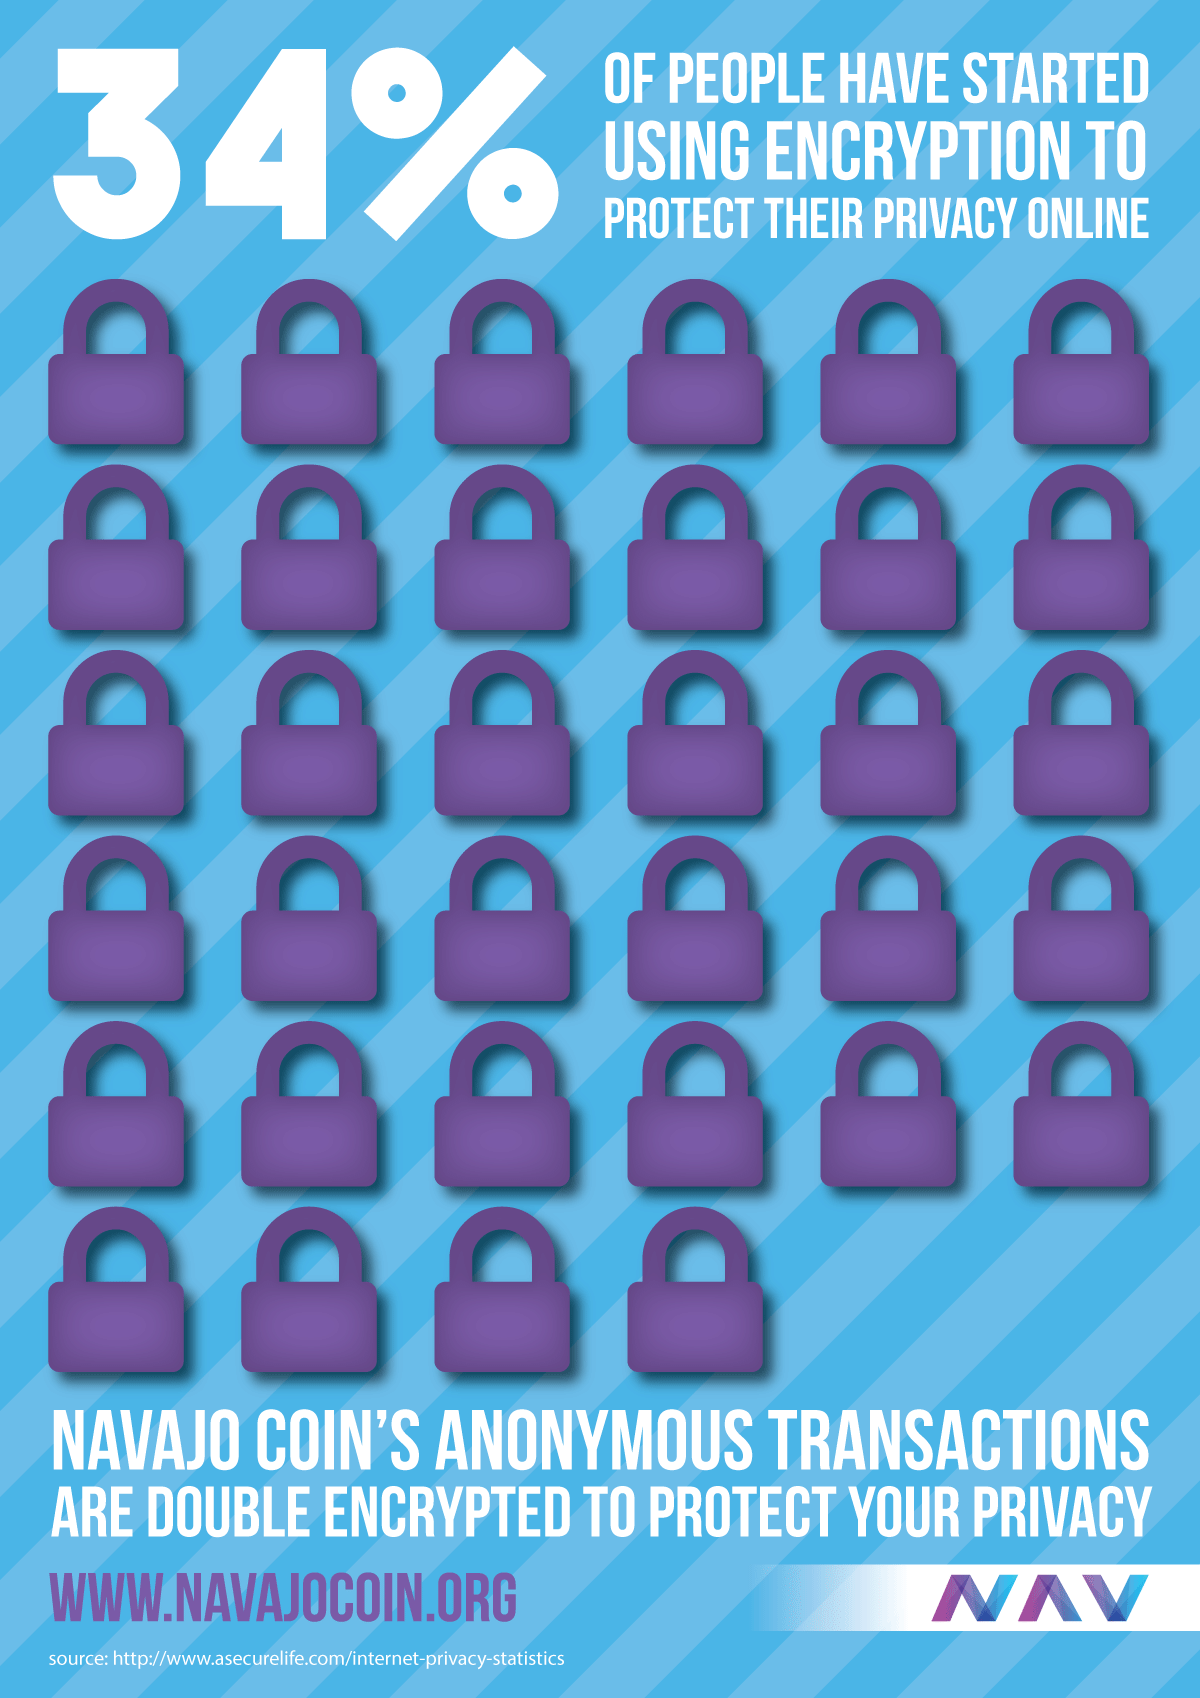 34%
OF PEOPLE HAVE STARTED
USING ENCRYPTION TO
PROTECT THEIR PRIVACY ONLINE
NAVAJO COIN'S ANONYMOUS TRANSACTIONS
ARE DOUBLE ENCRYPTED TO PROTECT YOUR PRIVACY
WWW.NAVAJOCOIN.ORG
NAV
source: http://www.asecurelife.com/internet-privacy-statistics